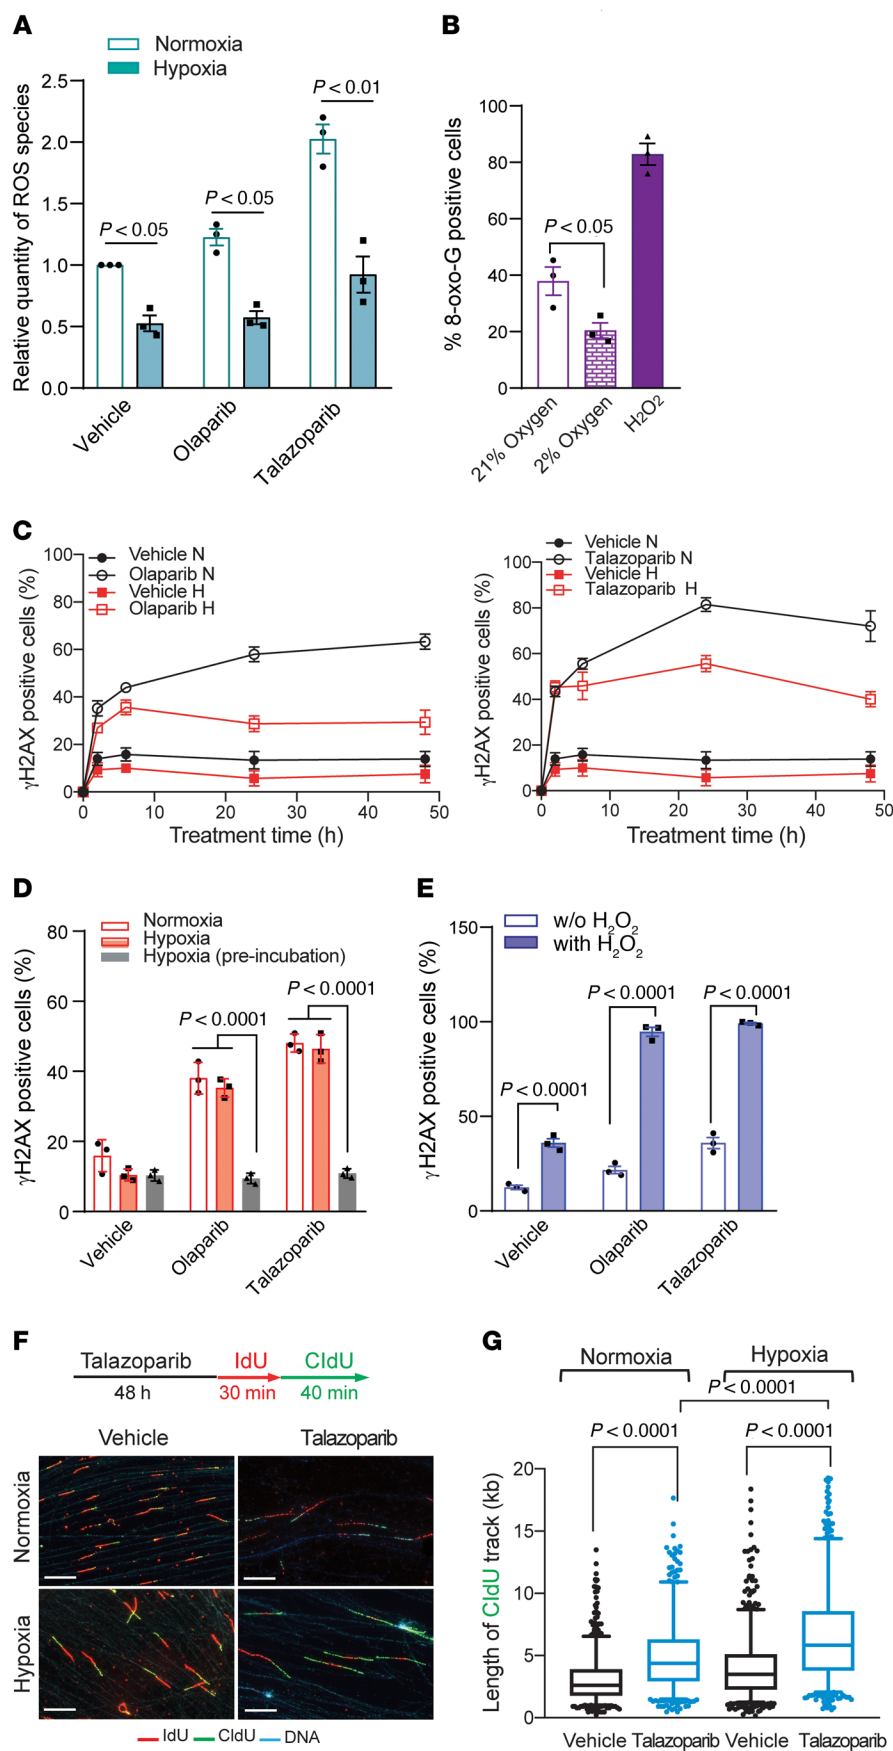 A
Normoxia
Hypoxia
Relative quantity of ROS species
2.5
2.0
1.5
1.0
0.5
0.0
P < 0.05
P < 0.05
P < 0.01
Vehicle
Olaparib
Talazoparib
B
% 8-oxo-G positive cells
100
80
60
40
20
0
P < 0.05
21% Oxygen
2% Oxygen
H2O2
C
γH2AX positive cells (%)
100
80
60
40
20
0
Vehicle N
Olaparib N
Vehicle H
Olaparib H
0 10 20 30 40 50
Treatment time (h)
γH2AX positive cells (%)
100
80
60
40
20
0
Vehicle N
Talazoparib N
Vehicle H
Talazoparib H
0 10 20 30 40 50
Treatment time (h)
D
Normoxia
Hypoxia
Hypoxia (pre-incubation)
γH2AX positive cells (%)
80
60
40
20
0
P < 0.0001
P < 0.0001
Vehicle
Olaparib
Talazoparib
E
w/o H2O2
with H2O2
γH2AX positive cells (%)
150
100
50
0
P < 0.0001
P < 0.0001
P < 0.0001
Vehicle
Olaparib
Talazoparib
F
Talazoparib IdU CldU
48 h 30 min 40 min
Vehicle Talazoparib
Normoxia
Hypoxia
IdU CldU DNA
G
Normoxia Hypoxia
P < 0.0001
P < 0.0001 P < 0.0001
Length of CldU track (kb)
20
15
10
5
0
Vehicle Talazoparib Vehicle Talazoparib